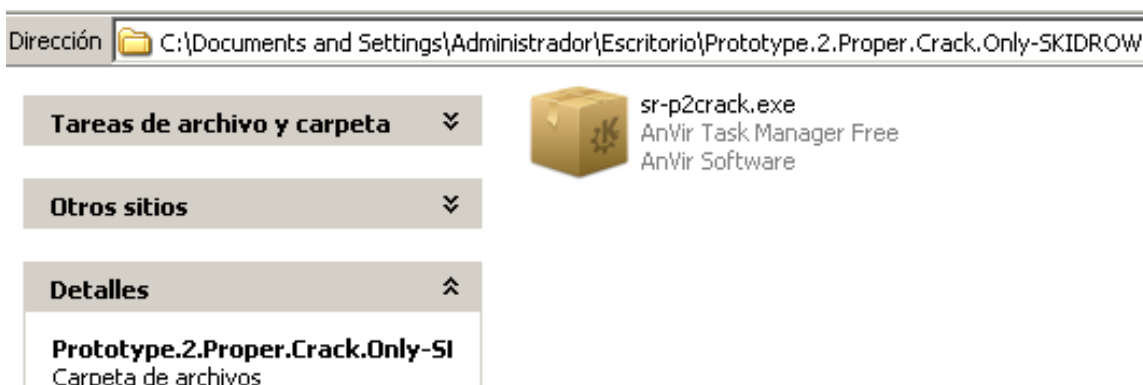 Dirección C:\Documents and Settings\Administrador\Escritorio\Prototype.2.Proper.Crack.Only-SKIDROW
Tareas de archivo y carpeta
Otros sitios
Detalles
Prototype.2.Proper.Crack.Only-SI
Carpeta de archivos
sr-p2crack.exe
AnVir Task Manager Free
AnVir Software